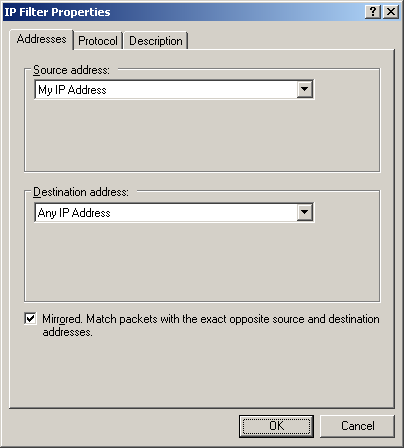 IP Filter Properties
Addresses Protocol Description
Source address:
My IP Address
Destination address:
Any IP Address
Mirrored. Match packets with the exact opposite source and destination
addresses.
OK Cancel